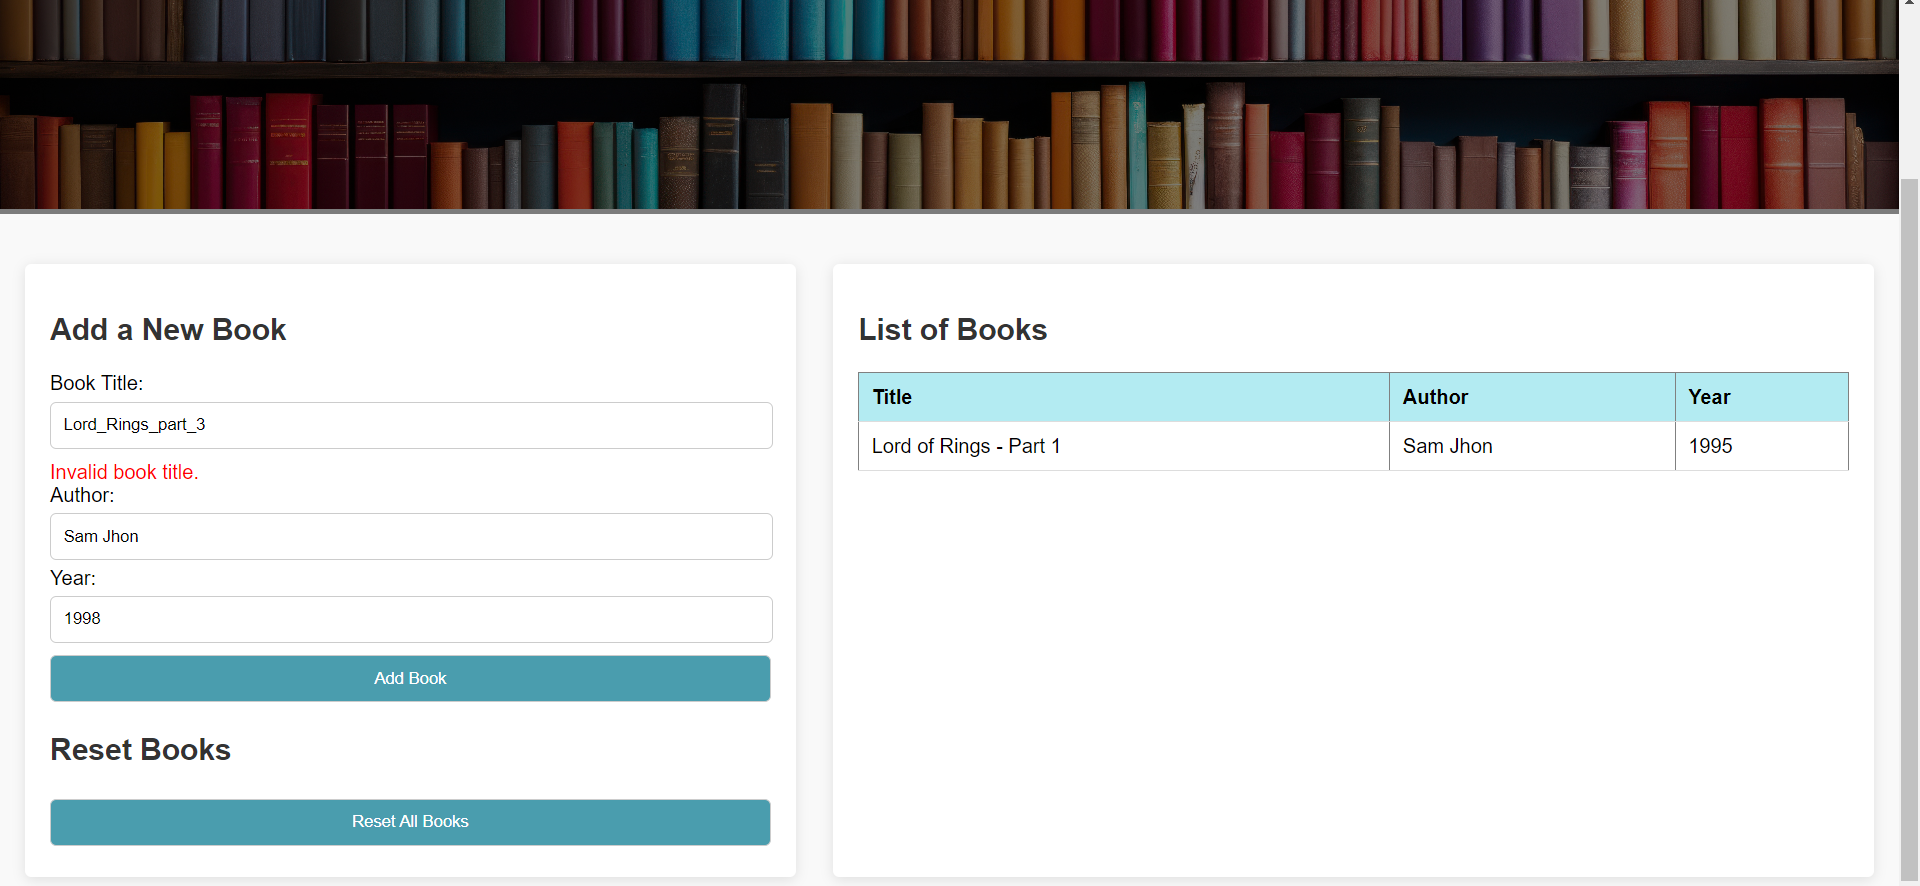 Add a New Book
Book Title:
Lord_Rings_part_3
Invalid book title.
Author:
Sam Jhon
Year:
1998
Add Book
Reset Books
Reset All Books
List of Books
Title Author Year
Lord of Rings - Part 1 Sam Jhon 1995